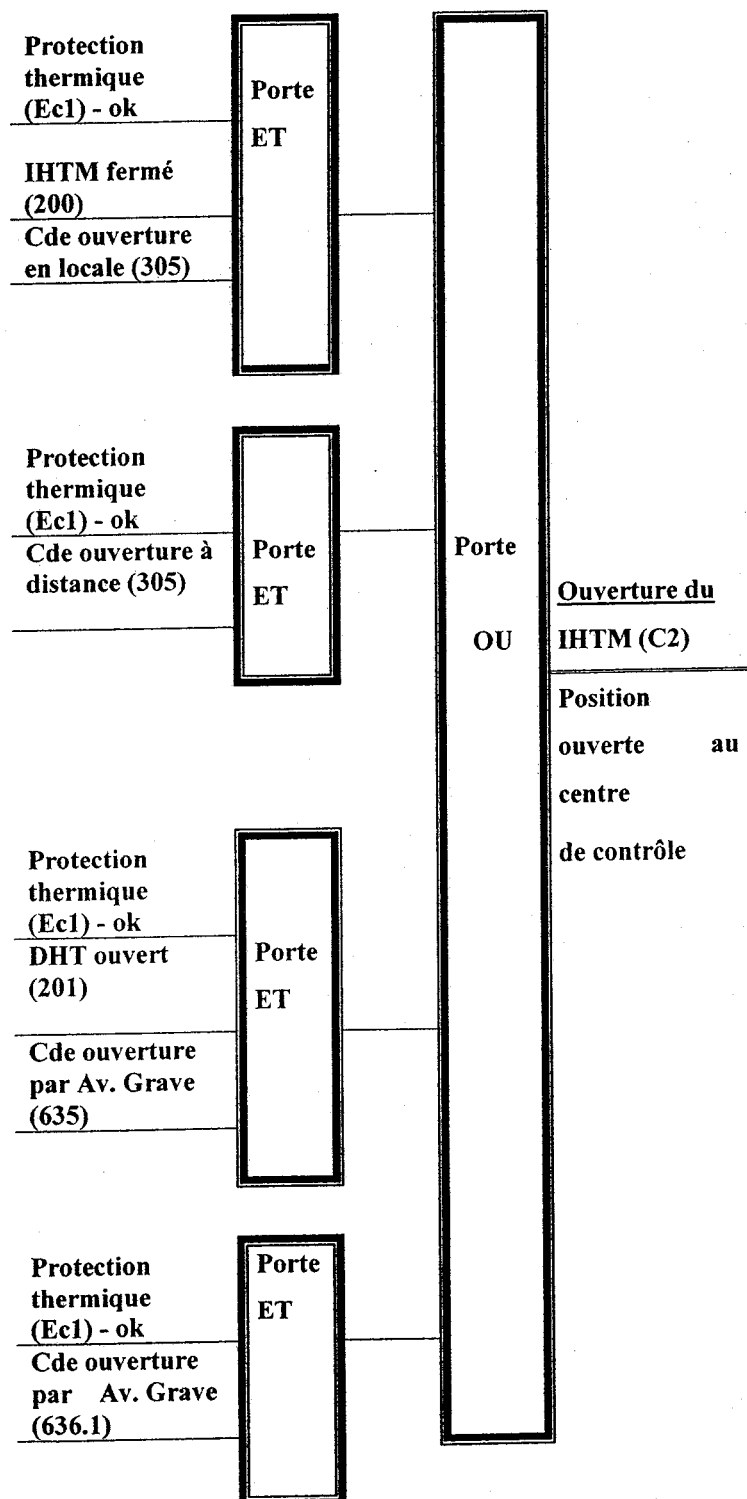 Protection
thermique
(Ec1) - ok
IHTM fermé
(200)
Cde ouverture
en locale (305)
Porte
ET
Protection
thermique
(Ec1) - ok
Cde ouverture à
distance (305)
Porte
ET
Protection
thermique
(Ec1) - ok
DHT ouvert
(201)
Cde ouverture
par Av. Grave
(635)
Porte
ET
Protection
thermique
(Ec1) - ok
Cde ouverture
par Av. Grave
(636.1)
Porte
ET
Porte
OU
Ouverture du
IHTM (C2)
Position
ouverte au
centre
de contrôle